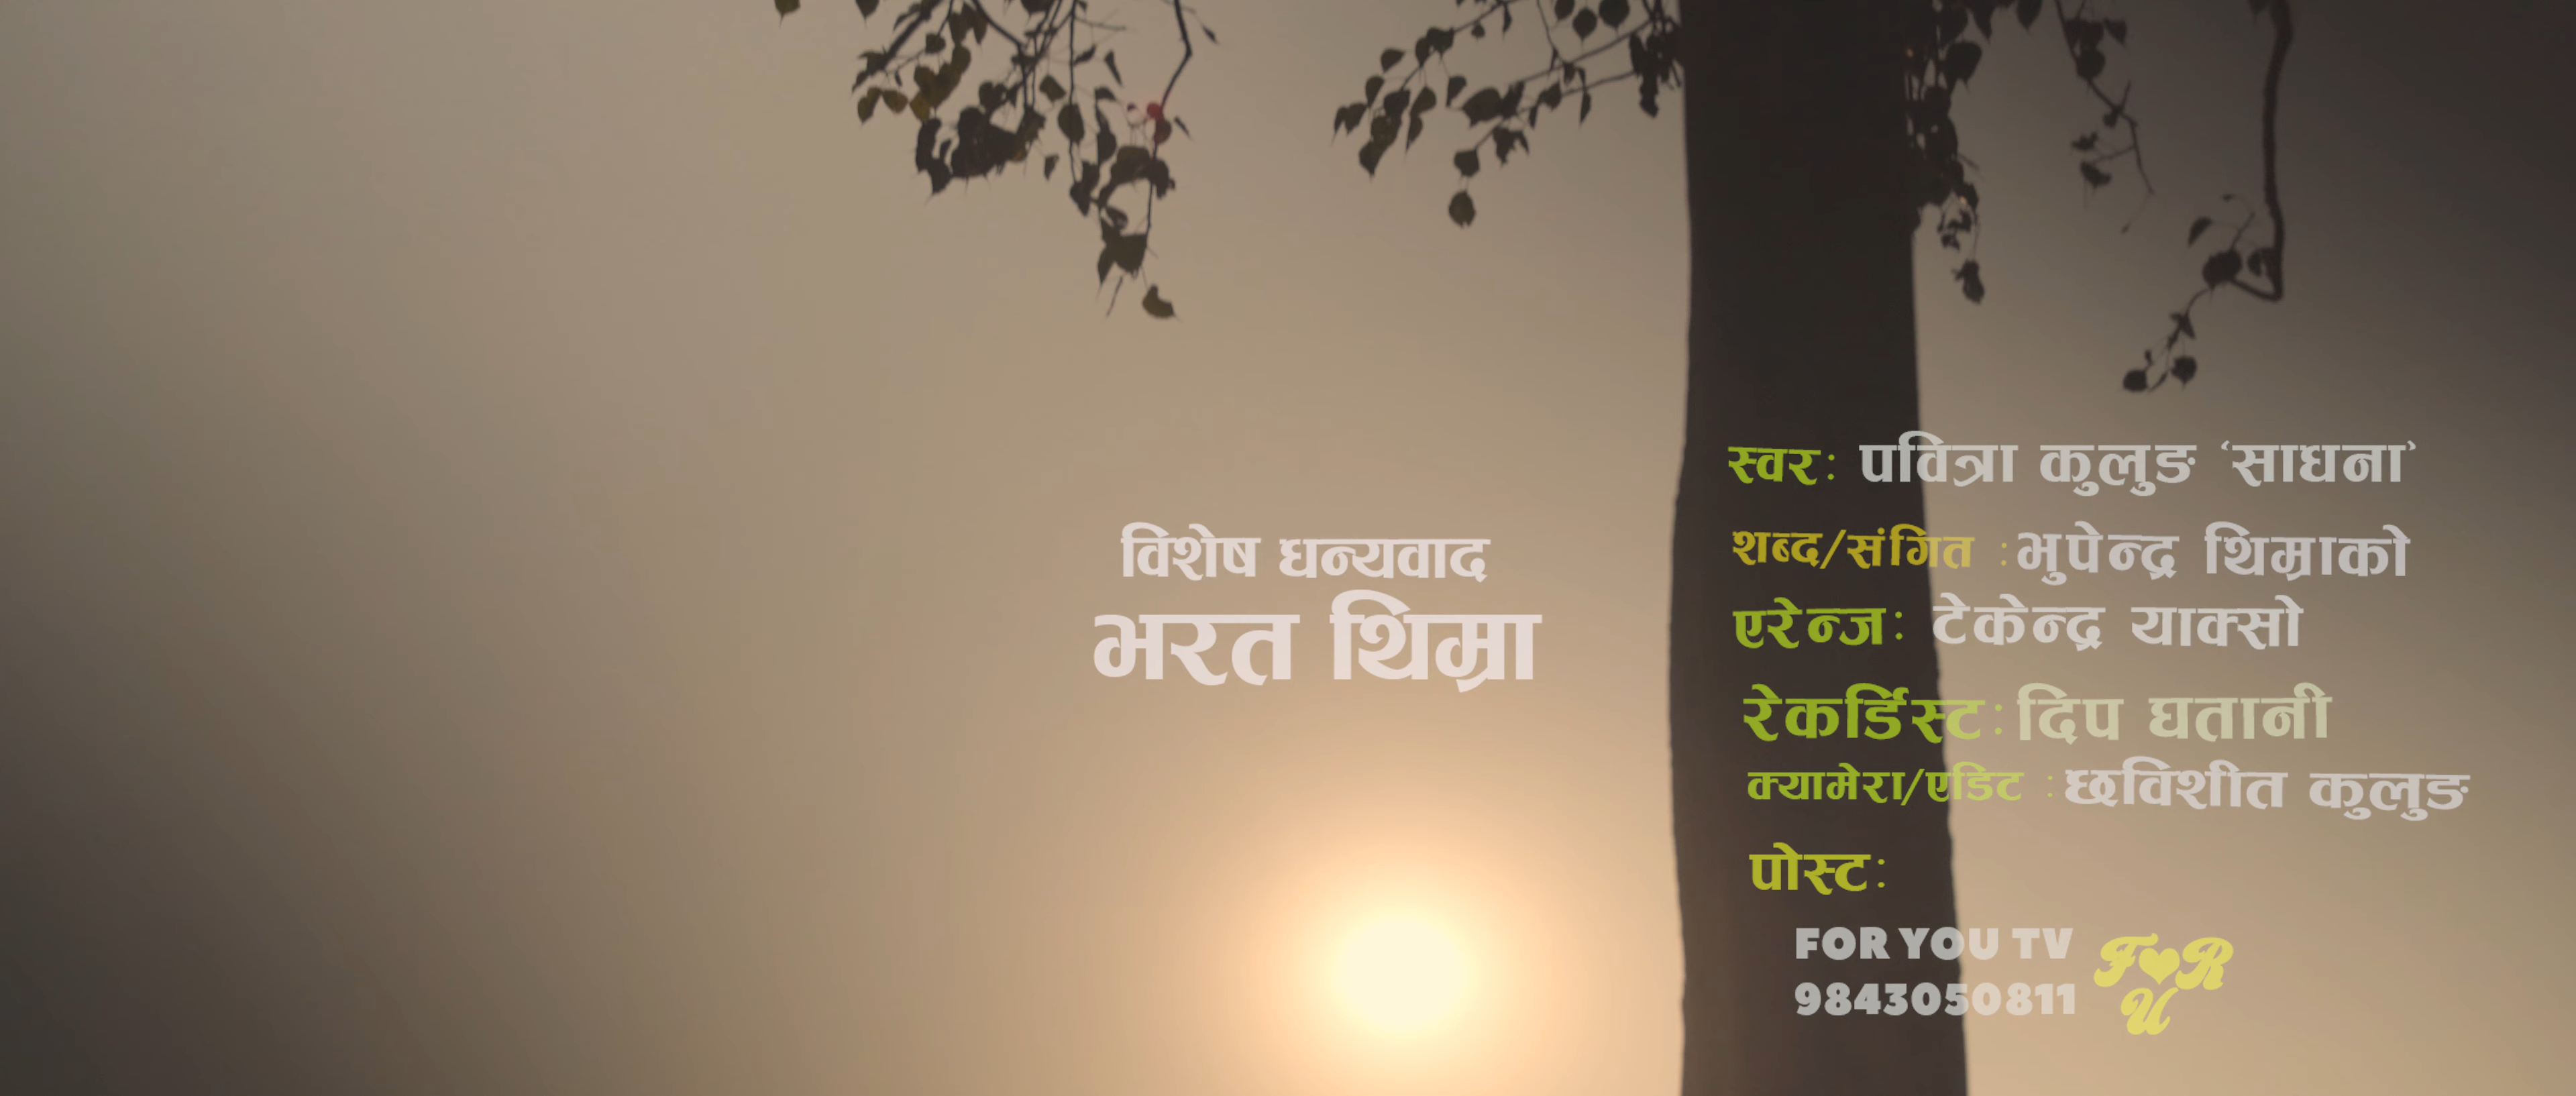 विशेष धन्यवाद
भरत थिम्रा
स्वर: पवित्रा कुलुङ ‘साधना’
शब्द/संगित :भुपेन्द्र थिम्राको
एरेन्ज: टेकेन्द्र याक्सो
रेकर्डिस्ट: दिप घतानी
क्यामेरा/एडिट :छविशीत कुलुङ
पोस्ट:
FOR YOU TV
9843050811
F❤R
U